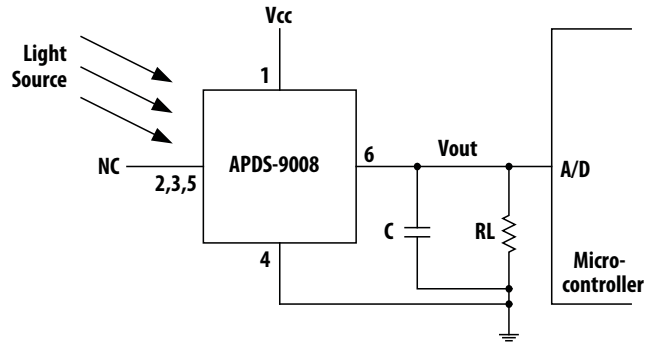 Vcc
Light
Source
1
NC
2,3,5
APDS-9008
6
Vout
A/D
C
RL
4
Micro-
controller